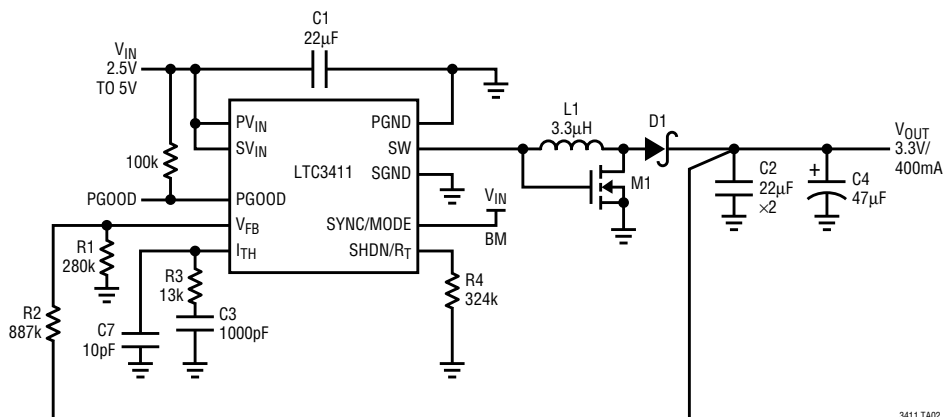 C1
22µF
VIN
2.5V
TO 5V
PVIN
SVIN
PGND
SW
LTC3411
SGND
100k
PGOOD
PGOOD
VFB
SYNC/MODE
ITH
SHDN/RT
VIN
BM
L1
3.3µH
D1
M1
VOUT
3.3V/
400mA
C2
22µF
×2
+
C4
47µF
R1
280k
R2
887k
R3
13k
C7
10pF
C3
1000pF
R4
324k
3411 TA02